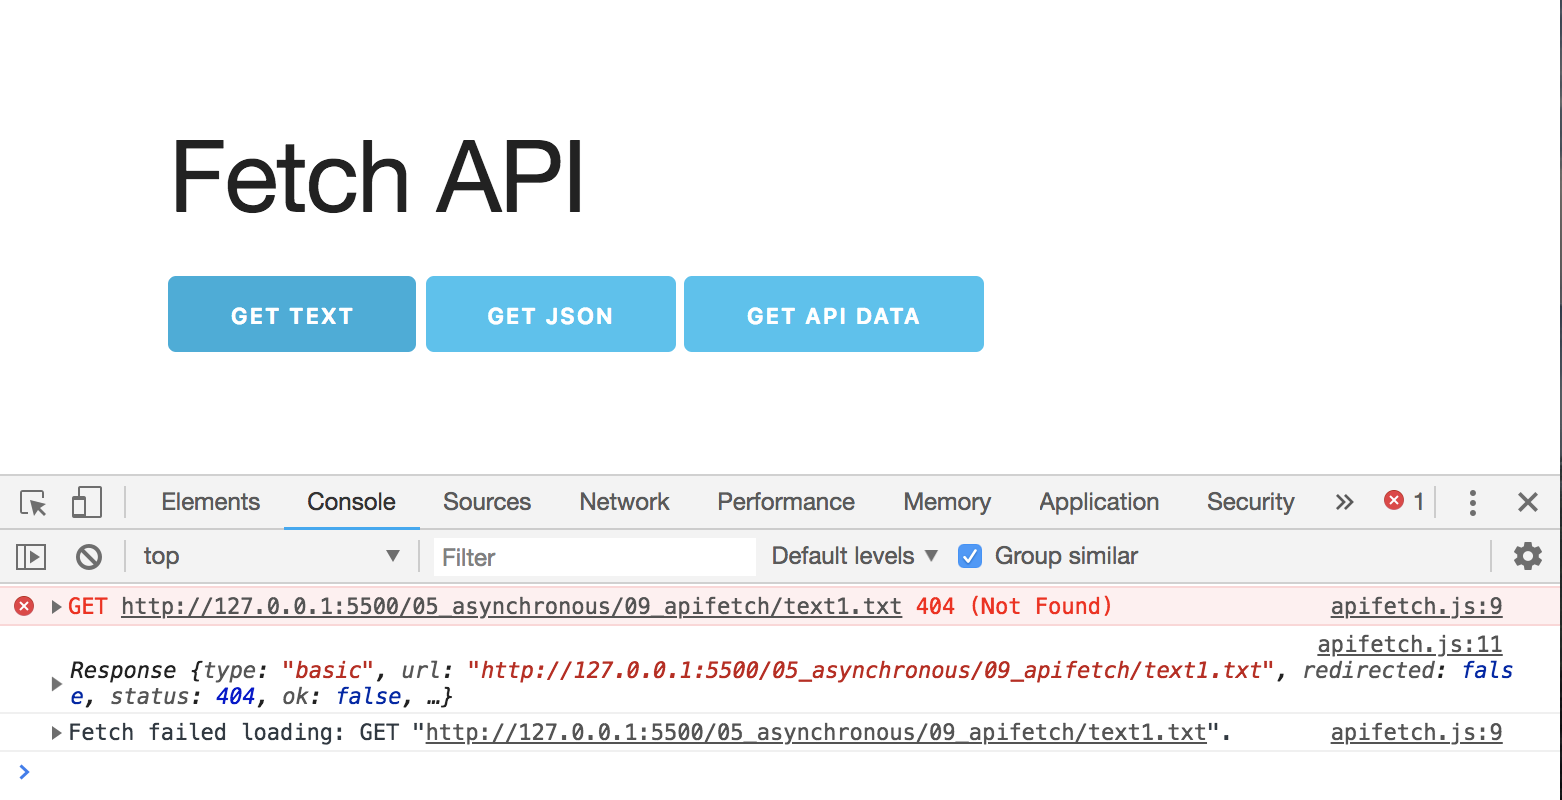 Fetch API
GET TEXT GET JSON GET API DATA
Elements Console Sources Network Performance Memory Application Security » 1
top Filter Default levels Group similar
GET http://127.0.0.1:5500/05_asynchronous/09_apifetch/text1.txt 404 (Not Found) apifetch.js:9
apifetch.js:11
Response {type: "basic", url: "http://127.0.0.1:5500/05_asynchronous/09_apifetch/text1.txt", redirected: fals
e, status: 404, ok: false, …}
Fetch failed loading: GET "http://127.0.0.1:5500/05_asynchronous/09_apifetch/text1.txt". apifetch.js:9